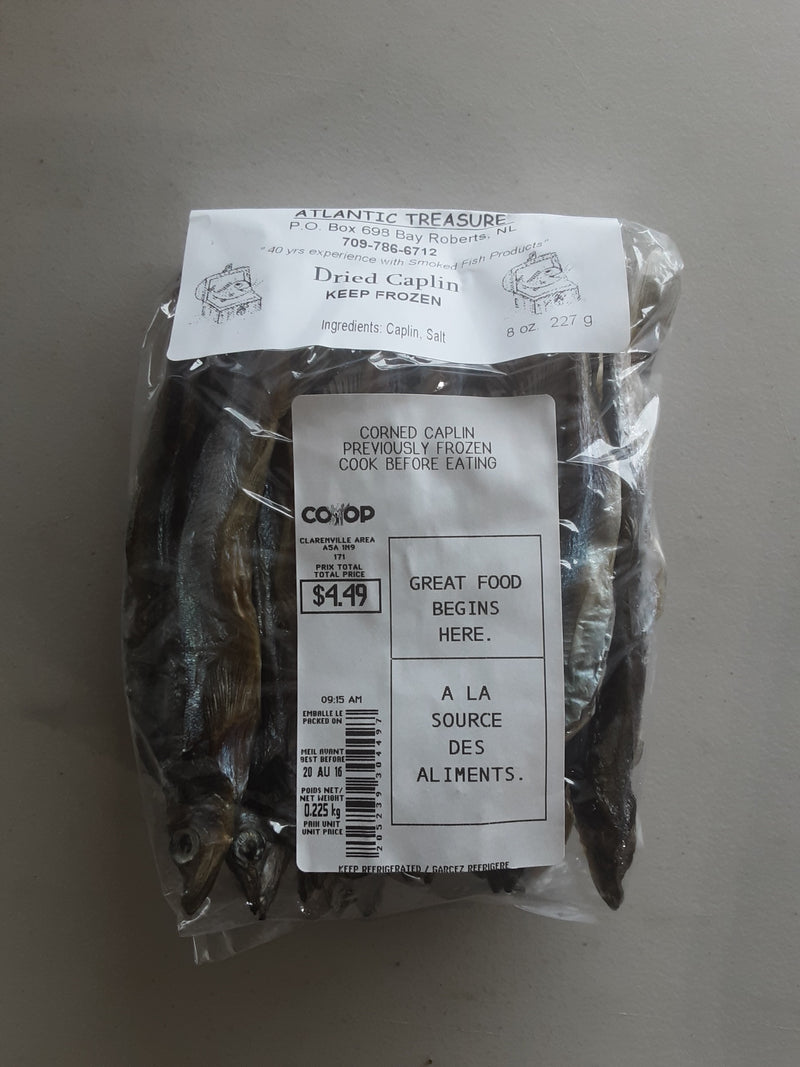 ATLANTIC TREASURE
P.O. Box 698 Bay Roberts, NL
709-786-6712
"40 yrs experience with Smoked Fish Products"
Dried Caplin
KEEP FROZEN
Ingredients: Caplin, Salt
8 oz. 227 g
CORNED CAPLIN
PREVIOUSLY FROZEN
COOK BEFORE EATING
CO-OP
CLARENVILLE AREA
A5A 1N9
171
PRIX TOTAL
TOTAL PRICE
$4.49
GREAT FOOD
BEGINS
HERE.
A LA
SOURCE
DES
ALIMENTS.
09:15 AM
EMBALLE LE
PACKED ON
MEIL AVANT
BEST BEFORE
20 AU 16
POIDS NET/
NET WEIGHT
0.225 kg
PRIX UNIT
UNIT PRICE
205239304497
KEEP REFRIGERATED / GARDEZ REFRIGERE